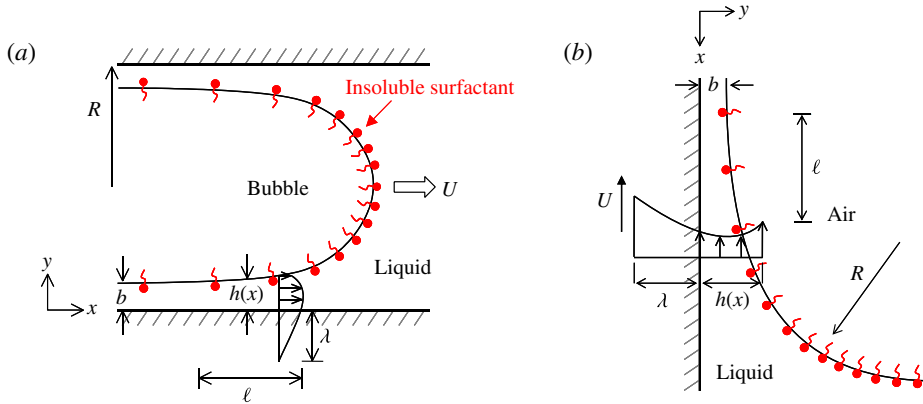 (a)
R
Insoluble surfactant
Bubble
U
Liquid
y
x
b
h(x)
λ
ℓ
(b)
y
x
b
ℓ
U
Air
R
λ
h(x)
Liquid